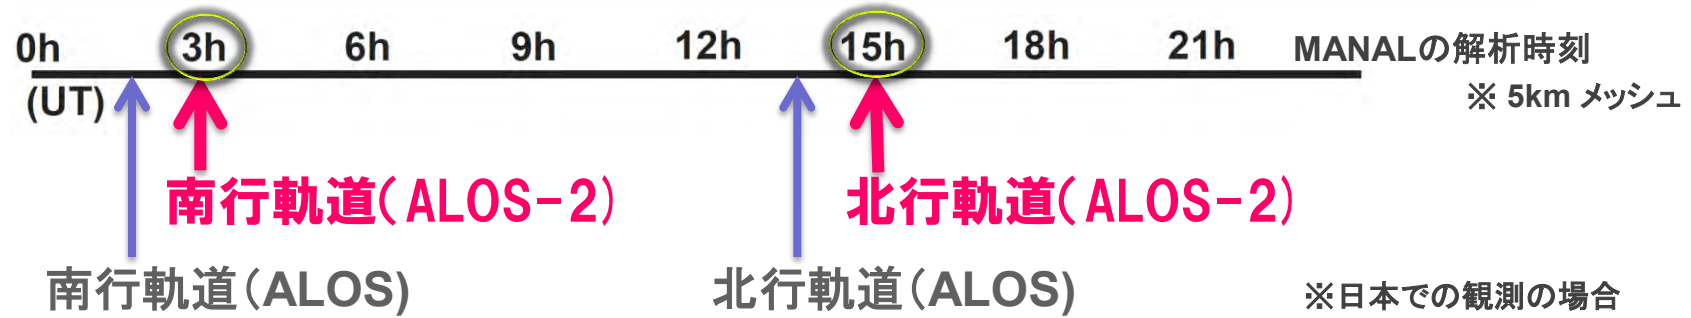 0h 3h 6h 9h 12h 15h 18h 21h MANALの解析時刻
(UT) ※ 5km メッシュ
南行軌道(ALOS-2) 北行軌道(ALOS-2)
南行軌道(ALOS) 北行軌道(ALOS) ※日本での観測の場合